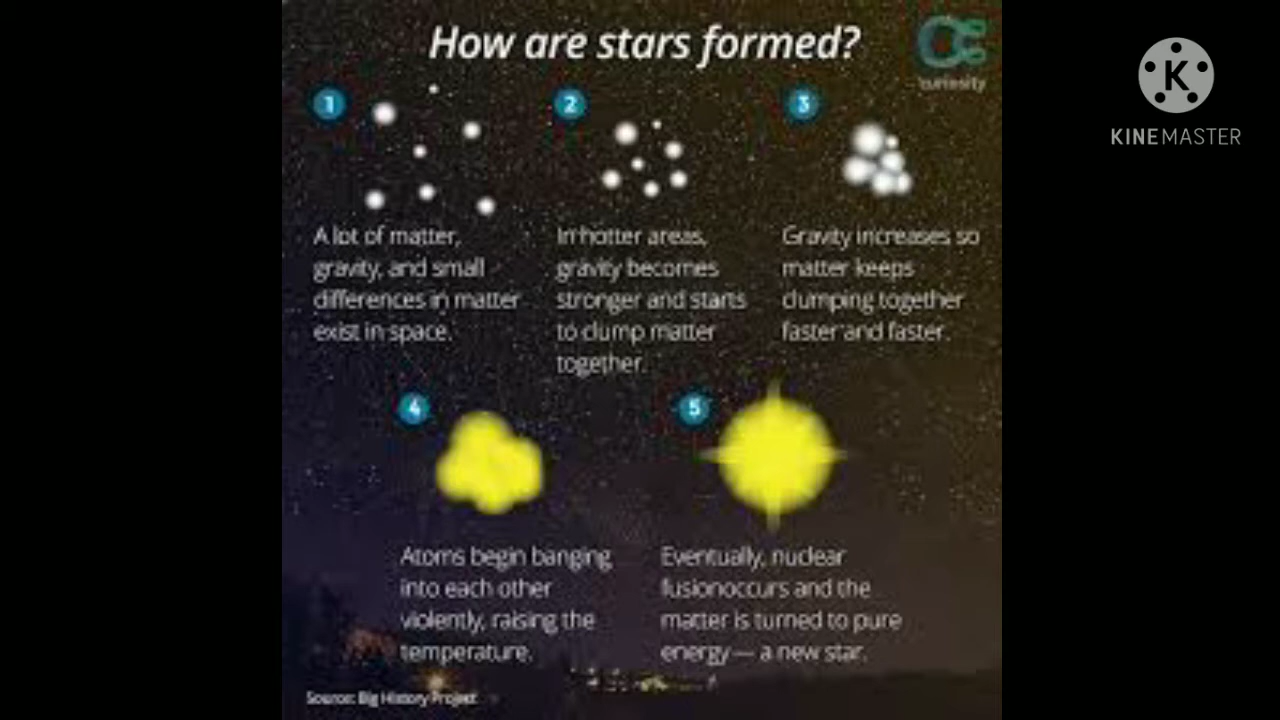 How are stars formed?
curiosity
K
KINEMASTER
1
A lot of matter,
gravity, and small
differences in matter
exist in space.
2
In hotter areas,
gravity becomes
stronger and starts
to clump matter
together.
3
Gravity increases so
matter keeps
clumping together
faster and faster.
4
Atoms begin banging
into each other
violently, raising the
temperature.
5
Eventually, nuclear
fusionoccurs and the
matter is turned to pure
energy — a new star.
Source: Big History Project